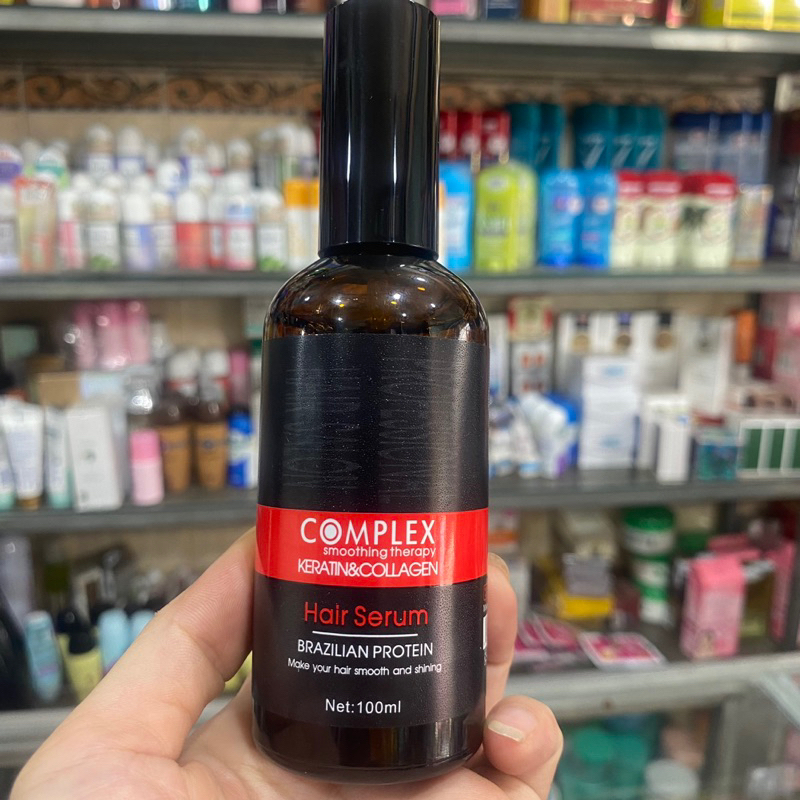 COMPLEX
smoothing therapy
KERATIN&COLLAGEN
Hair Serum
BRAZILIAN PROTEIN
Make your hair smooth and shining
Net:100ml